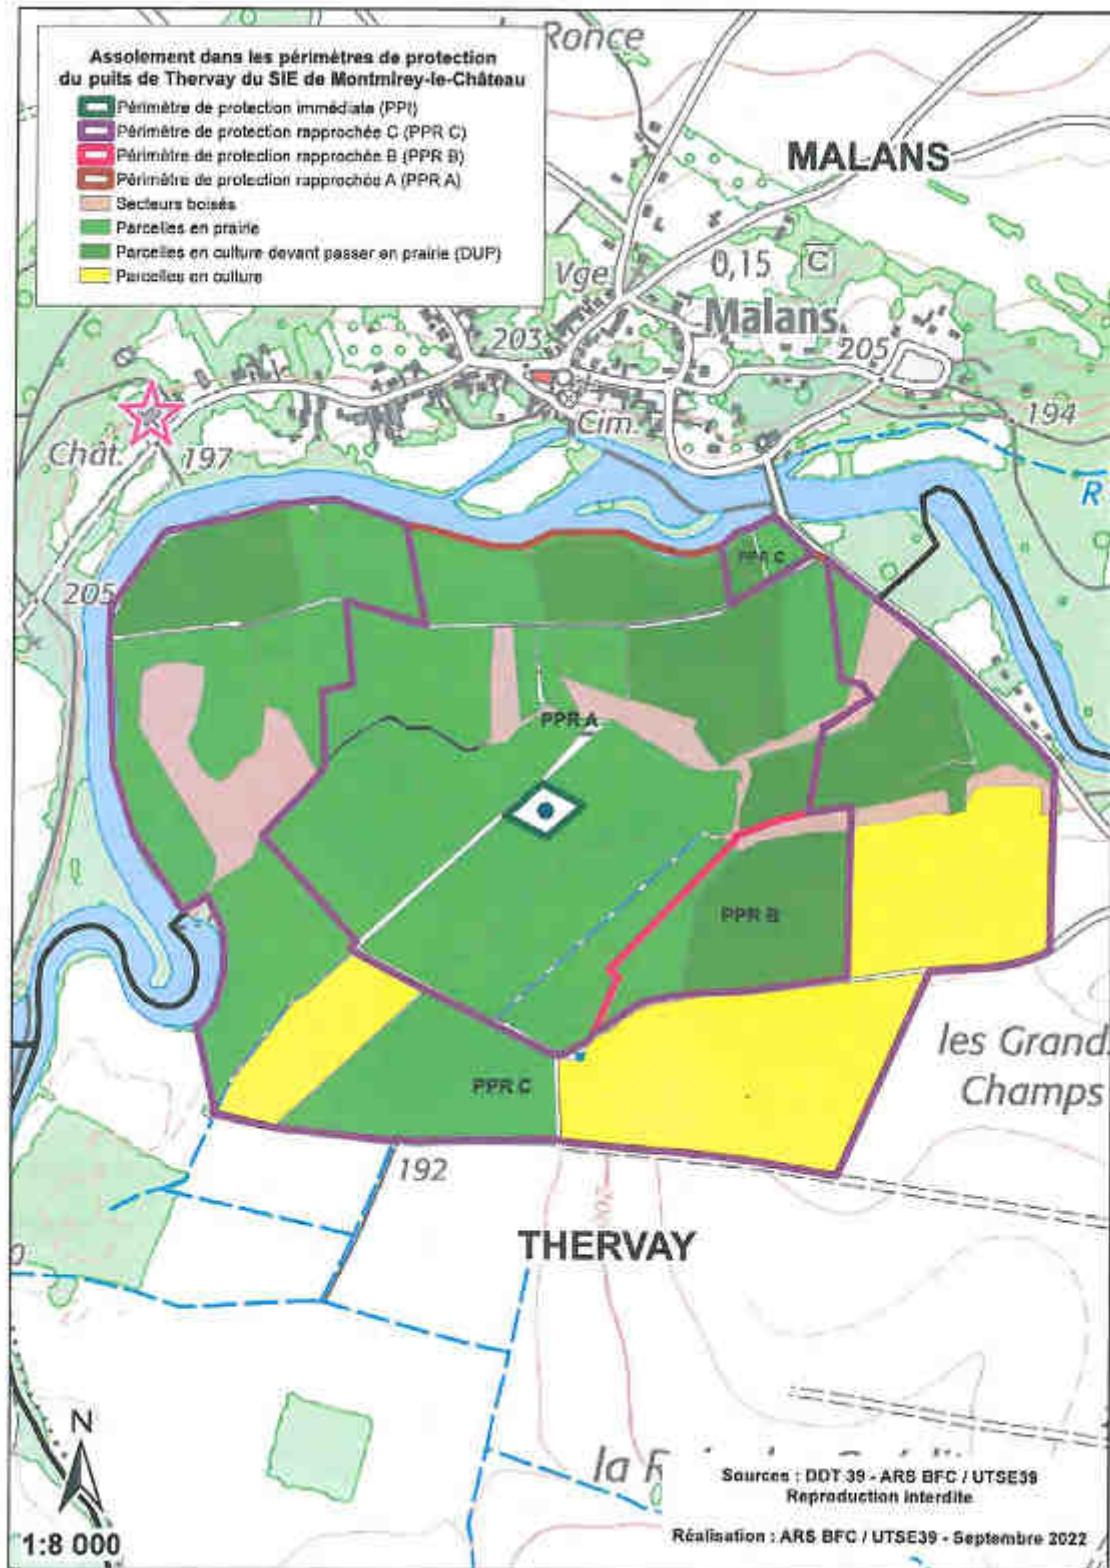 Assolement dans les périmètres de protection
du puits de Thervay du SIE de Montmirey-le-Château
Périmètre de protection immédiate (PPI)
Périmètre de protection rapprochée C (PPR C)
Périmètre de protection rapprochée B (PPR B)
Périmètre de protection rapprochée A (PPR A)
Secteurs boisés
Parcelles en prairie
Parcelles en culture devant passer en prairie (DUP)
Parcelles en culture
Ronce
MALANS
Vge
0,15 C
Malans
203
205
Cim.
194
Chât.
197
R
PPR C
205
PPR A
PPR B
les Grands
Champs
PPR C
192
THERVAY
N
la
Sources : DDT 39 - ARS BFC / UTSE39
Reproduction interdite
Réalisation : ARS BFC / UTSE39 - Septembre 2022
1:8 000